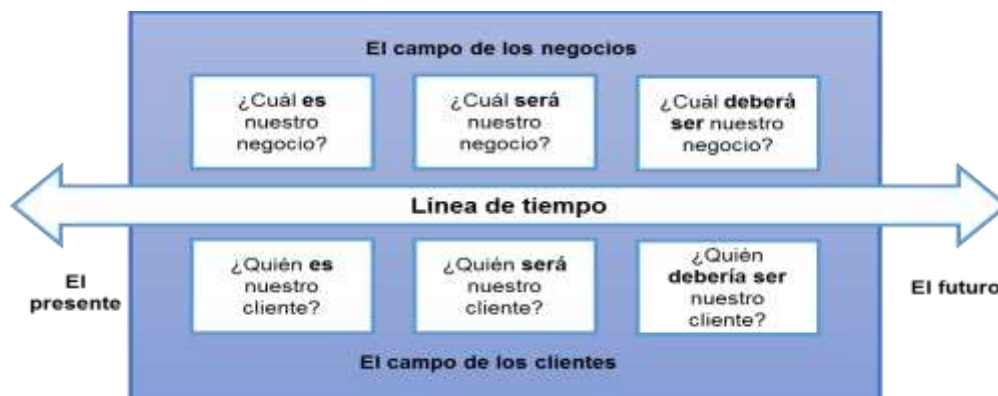 El campo de los negocios
¿Cuál es
nuestro
negocio?
¿Cuál será
nuestro
negocio?
¿Cuál deberá
ser nuestro
negocio?
Línea de tiempo
El
presente
¿Quién es
nuestro
cliente?
¿Quién será
nuestro
cliente?
¿Quién
debería ser
nuestro
cliente?
El futuro
El campo de los clientes